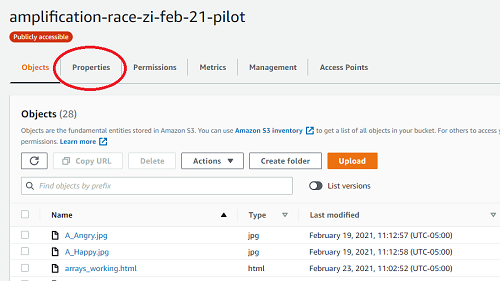 amplification-race-zi-feb-21-pilot
Publicly accessible
Objects Properties Permissions Metrics Management Access Points
Objects (28)
Objects are the fundamental entities stored in Amazon S3. You can use Amazon S3 inventory to get a list of all objects in your bucket. For others to access
permissions. Learn more
Copy URL Delete Actions Create folder Upload
Find objects by prefix List versions
Name Type Last modified
A_Angry.jpg jpg February 19, 2021, 11:12:57 (UTC-05:00)
A_Happy.jpg jpg February 19, 2021, 11:12:58 (UTC-05:00)
arrays_working.html html February 23, 2021, 11:02:52 (UTC-05:00)